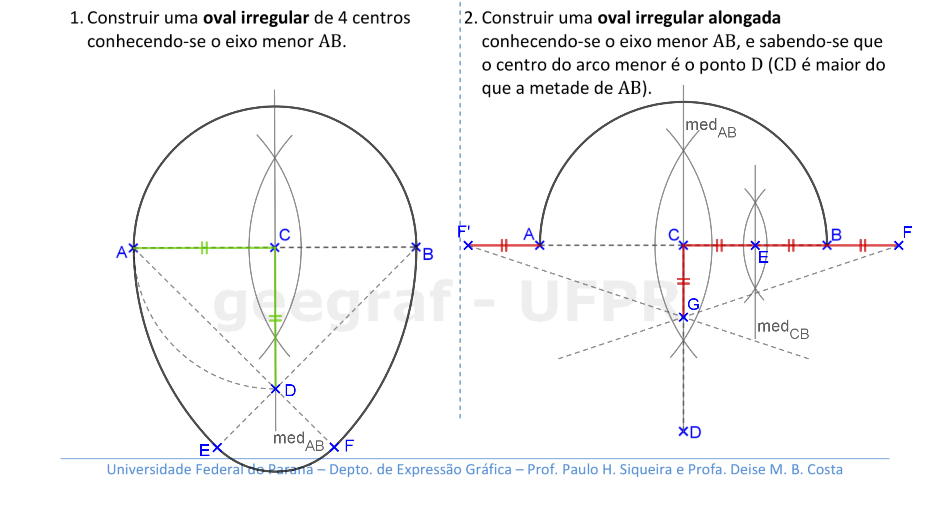 1. Construir uma oval irregular de 4 centros
conhecendo-se o eixo menor AB.
2. Construir uma oval irregular alongada
conhecendo-se o eixo menor AB, e sabendo-se que
o centro do arco menor é o ponto D (CD é maior do
que a metade de AB).
med AB
C
A
B
D
E
F
med AB
F'
A
C
B
F
E
G
med CB
D
geegraf - UFPR
Universidade Federal do Paraná – Depto. de Expressão Gráfica – Prof. Paulo H. Siqueira e Profa. Deise M. B. Costa